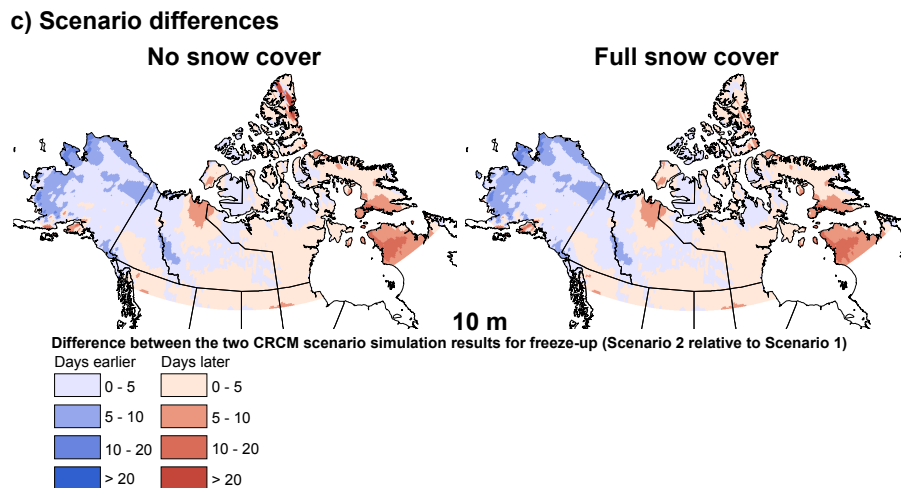 c) Scenario differences
No snow cover
Full snow cover
10 m
Difference between the two CRCM scenario simulation results for freeze-up (Scenario 2 relative to Scenario 1)
Days earlier
Days later
0 - 5
0 - 5
5 - 10
5 - 10
10 - 20
10 - 20
> 20
> 20